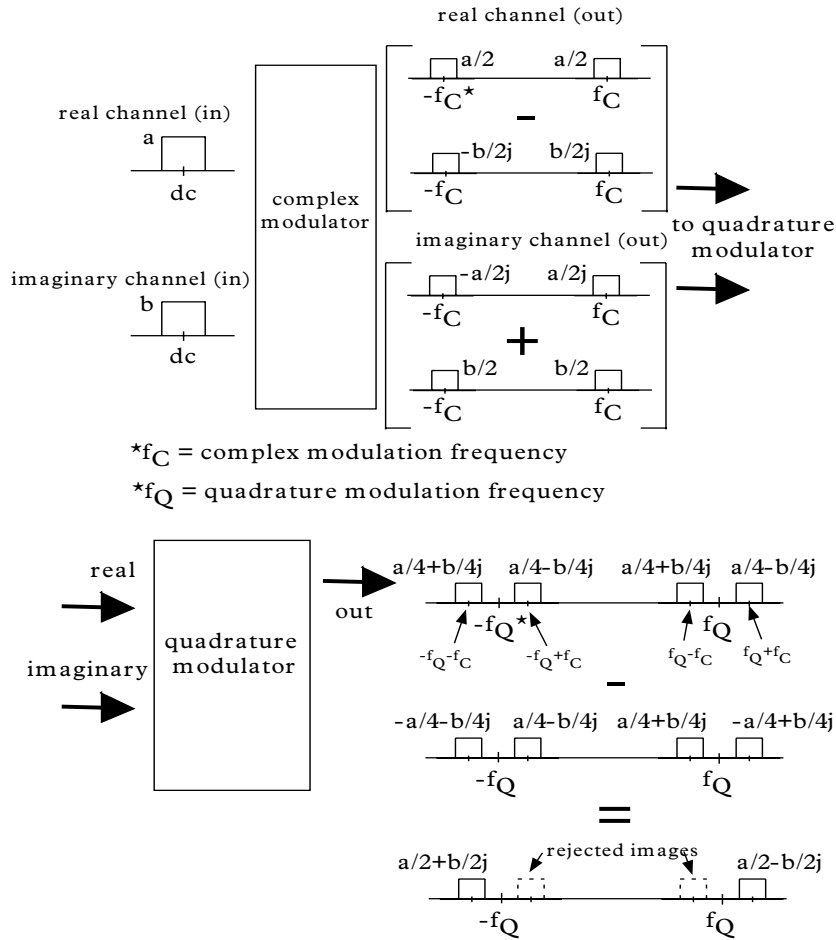 real channel (out)
a/2 a/2
-fC* fC
-
real channel (in)
a
dc
-b/2j b/2j
-fC fC
complex
modulator
to quadrature
modulator
imaginary channel (out)
imaginary channel (in)
b
dc
-a/2j a/2j
-fC fC
+
b/2 b/2
-fC fC
*fC = complex modulation frequency
*fQ = quadrature modulation frequency
real
imaginary
quadrature
modulator
out
a/4+b/4j a/4-b/4j a/4+b/4j a/4-b/4j
-fQ* fQ
-fQ-fC -fQ+fC fQ-fC fQ+fC
-
-a/4-b/4j a/4-b/4j a/4+b/4j -a/4+b/4j
-fQ fQ
=
rejected images
a/2+b/2j a/2-b/2j
-fQ fQ